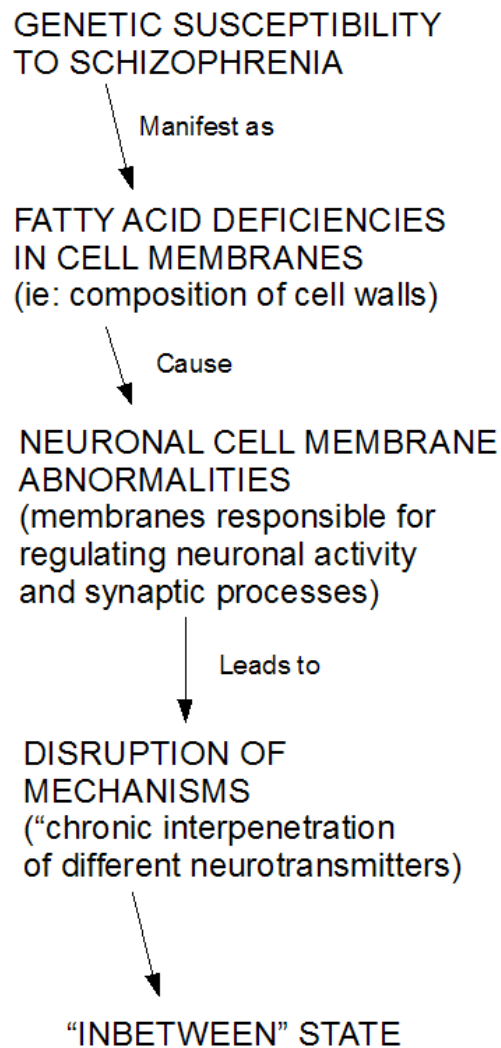 GENETIC SUSCEPTIBILITY
TO SCHIZOPHRENIA
Manifest as
FATTY ACID DEFICIENCIES
IN CELL MEMBRANES
(ie: composition of cell walls)
Cause
NEURONAL CELL MEMBRANE
ABNORMALITIES
(membranes responsible for
regulating neuronal activity
and synaptic processes)
Leads to
DISRUPTION OF
MECHANISMS
(“chronic interpenetration
of different neurotransmitters)
“INBETWEEN” STATE